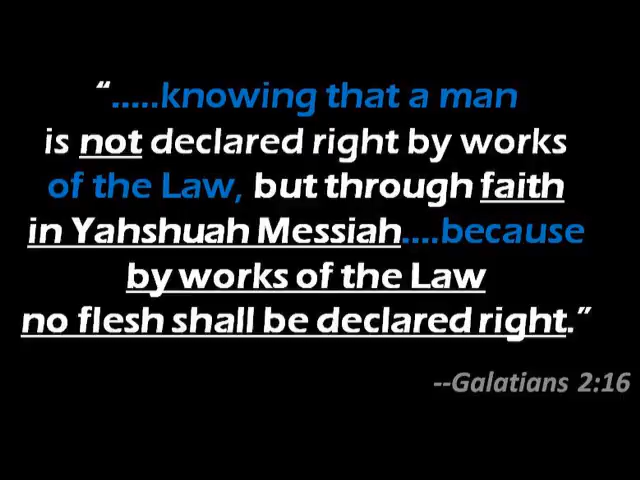 “.....knowing that a man
is not declared right by works
of the Law, but through faith
in Yahshuah Messiah....because
by works of the Law
no flesh shall be declared right.”
--Galatians 2:16